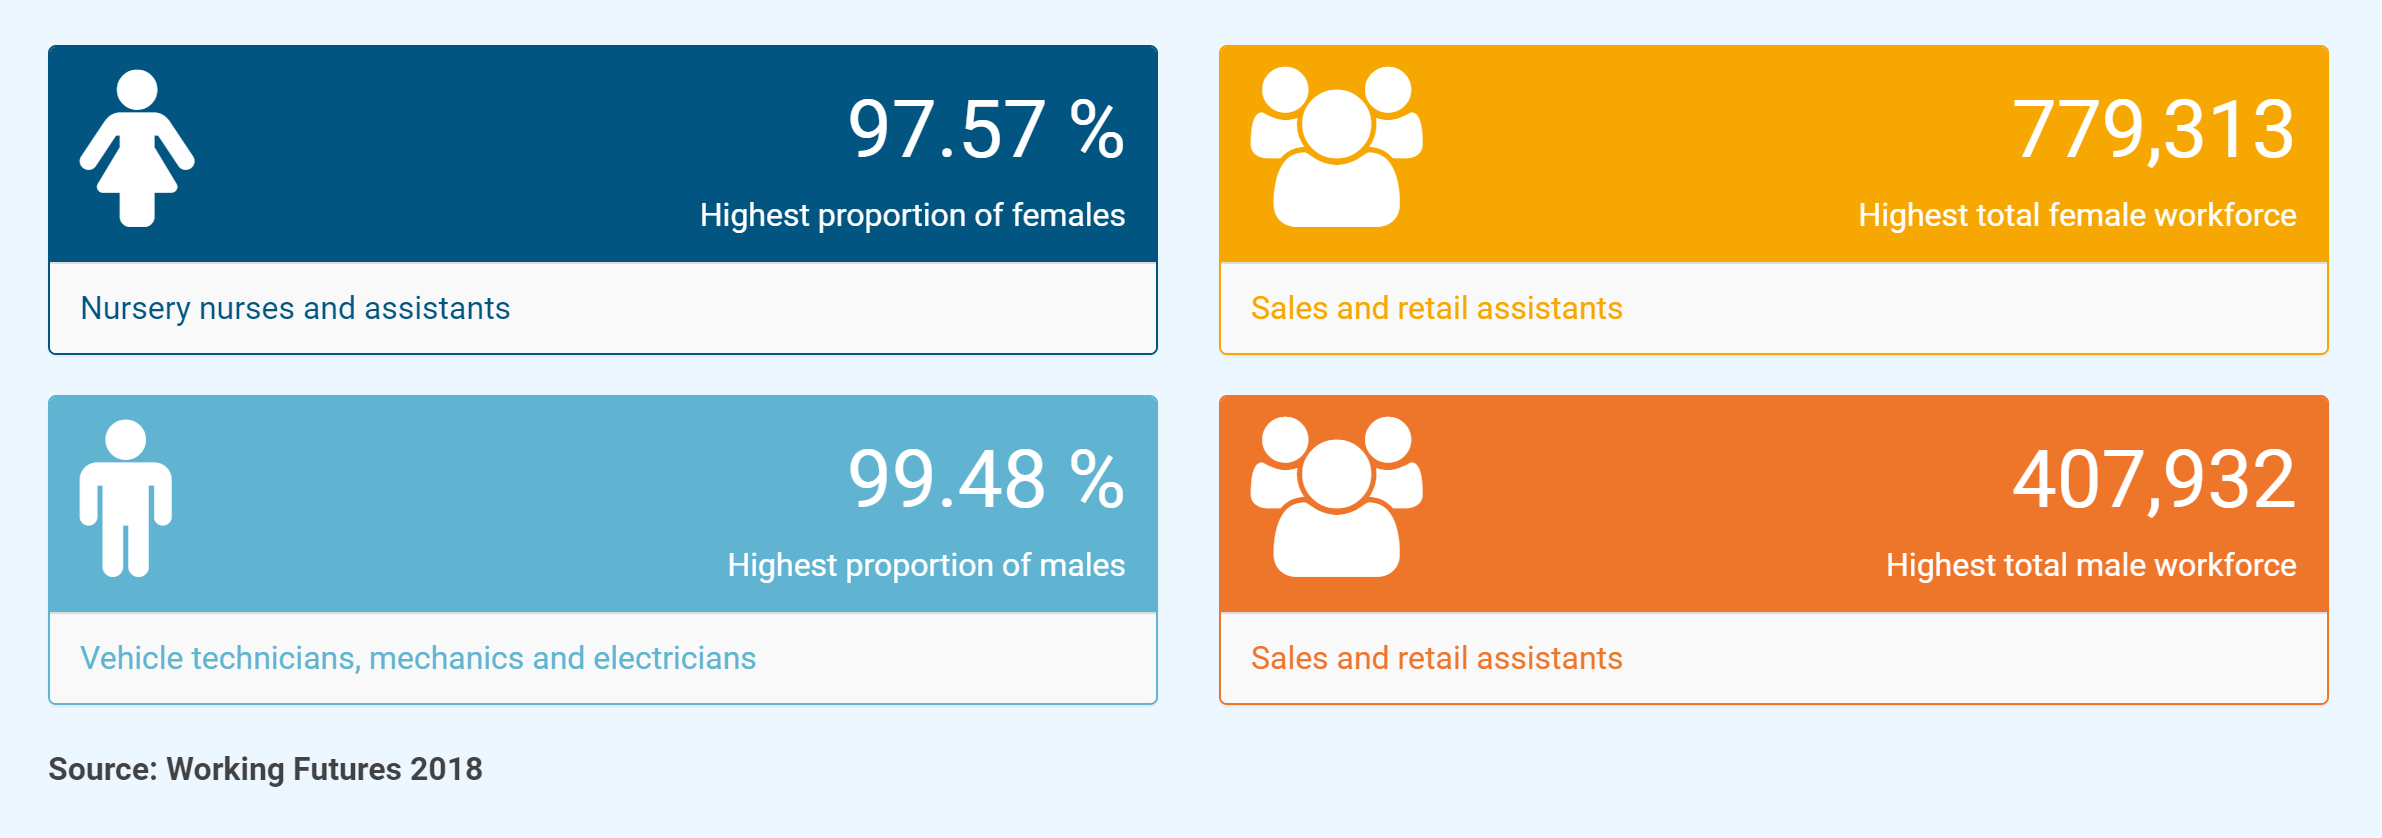 97.57 %
Highest proportion of females
Nursery nurses and assistants
779,313
Highest total female workforce
Sales and retail assistants
99.48 %
Highest proportion of males
Vehicle technicians, mechanics and electricians
407,932
Highest total male workforce
Sales and retail assistants
Source: Working Futures 2018